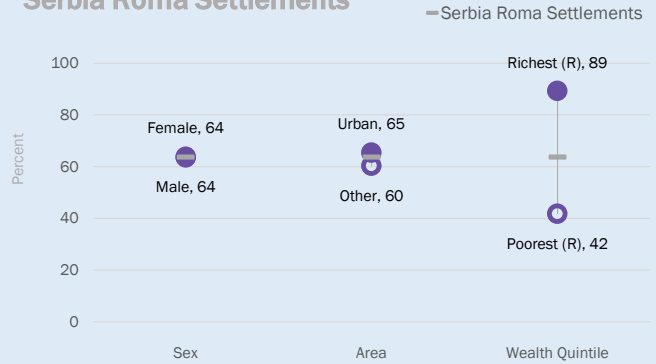 Serbia Roma Settlements
Serbia Roma Settlements
Percent
100
80
60
40
20
0
Female, 64
Male, 64
Urban, 65
Other, 60
Richest (R), 89
Poorest (R), 42
Sex
Area
Wealth Quintile